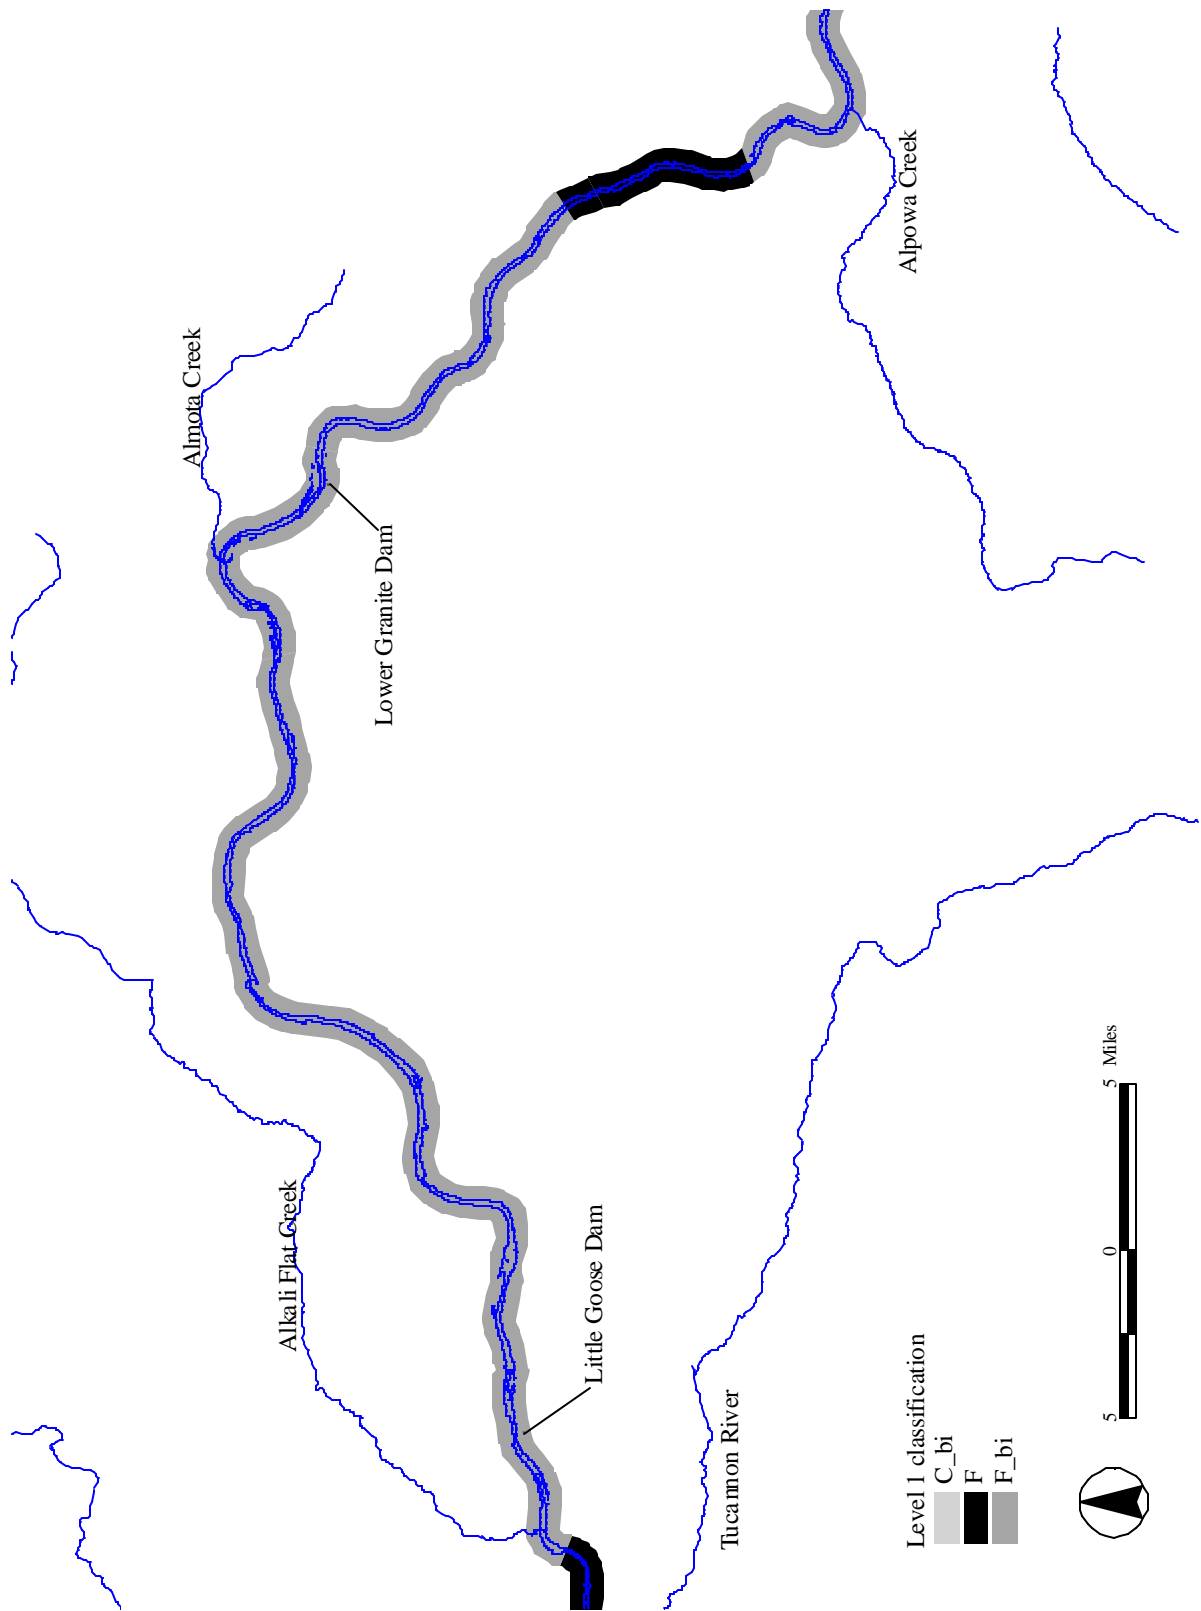 Almota Creek
Alpowa Creek
Lower Granite Dam
Alkali Flat Creek
Little Goose Dam
Tucannon River
Level 1 classification
C_bi
F
F_bi
5 0 5 Miles